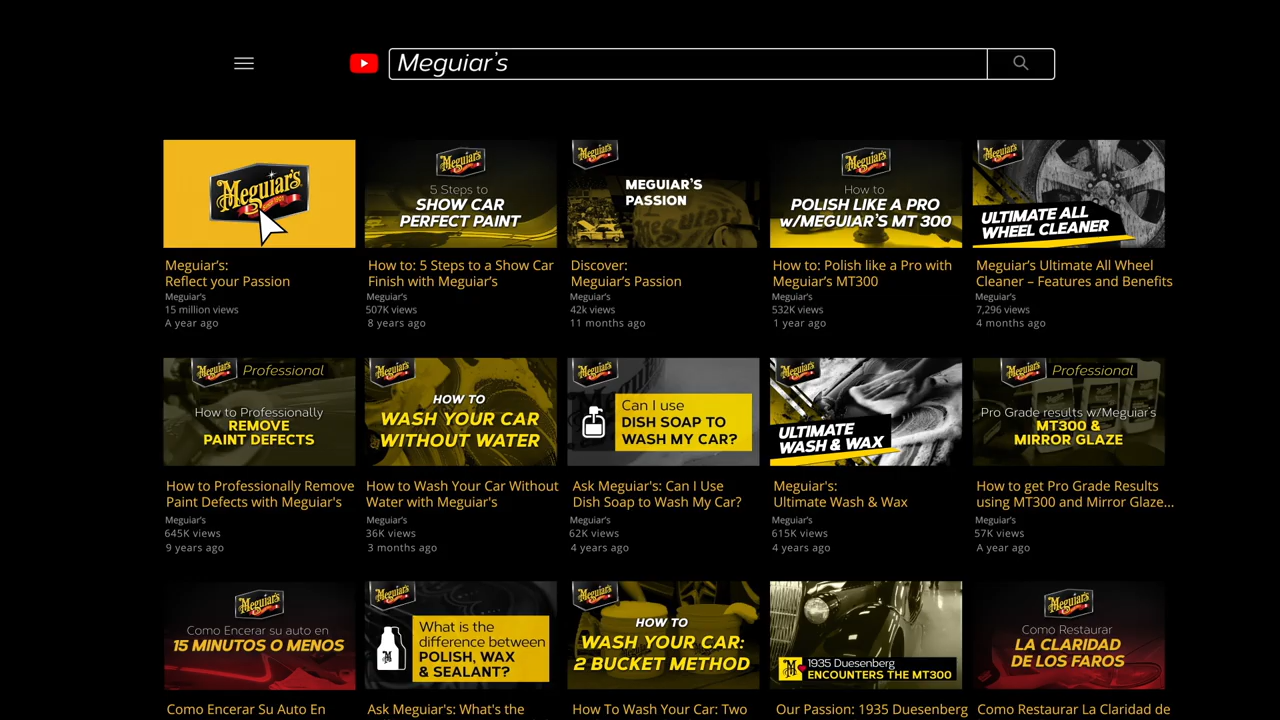 Meguiar's
Meguiar's
Meguiar's
5 Steps to
SHOW CAR
PERFECT PAINT
Meguiar's
MEGUIAR'S
PASSION
Meguiar's
How to
POLISH LIKE A PRO
w/MEGUIAR'S MT 300
Meguiar's
ULTIMATE ALL
WHEEL CLEANER
Meguiar's:
Reflect your Passion
Meguiar's
15 million views
A year ago
How to: 5 Steps to a Show Car
Finish with Meguiar's
Meguiar's
507K views
8 years ago
Discover:
Meguiar's Passion
Meguiar's
42k views
11 months ago
How to: Polish like a Pro with
Meguiar's MT300
Meguiar's
532K views
1 year ago
Meguiar's Ultimate All Wheel
Cleaner – Features and Benefits
Meguiar's
7,296 views
4 months ago
Meguiar's Professional
How to Professionally
REMOVE
PAINT DEFECTS
Meguiar's
HOW TO
WASH YOUR CAR
WITHOUT WATER
Meguiar's
Can I use
DISH SOAP TO
WASH MY CAR?
Meguiar's
ULTIMATE
WASH & WAX
Meguiar's Professional
Pro Grade results w/Meguiar's
MT300 &
MIRROR GLAZE
How to Professionally Remove
Paint Defects with Meguiar's
Meguiar's
645K views
9 years ago
How to Wash Your Car Without
Water with Meguiar's
Meguiar's
36K views
3 months ago
Ask Meguiar's: Can I Use
Dish Soap to Wash My Car?
Meguiar's
62K views
4 years ago
Meguiar's:
Ultimate Wash & Wax
Meguiar's
615K views
4 years ago
How to get Pro Grade Results
using MT300 and Mirror Glaze...
Meguiar's
57K views
A year ago
Meguiar's
Como Encerar su auto en
15 MINUTOS O MENOS
Meguiar's
What is the
difference between
POLISH, WAX
& SEALANT?
Meguiar's
HOW TO
WASH YOUR CAR:
2 BUCKET METHOD
1935 Duesenberg
ENCOUNTERS THE MT300
Meguiar's
Como Restaurar
LA CLARIDAD
DE LOS FAROS
Como Encerar Su Auto En
Ask Meguiar's: What's the
How To Wash Your Car: Two
Our Passion: 1935 Duesenberg
Como Restaurar La Claridad de